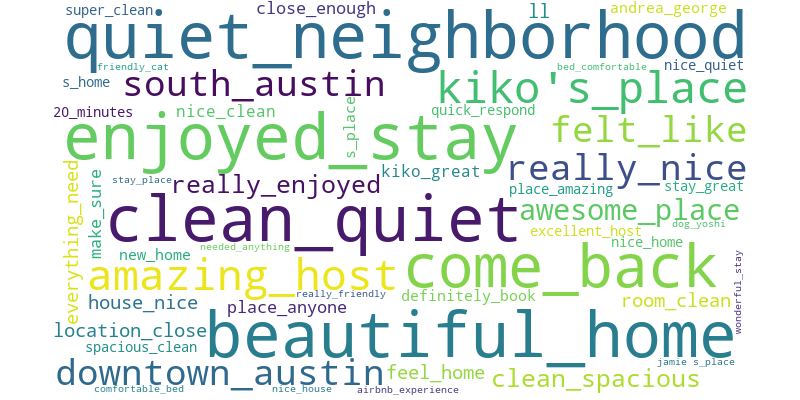 super_clean close_enough ll andrea_george
quiet_neighborhood
friendly_cat bed_comfortable nice_quiet
s_home south_austin kiko's_place
20_minutes nice_clean s_place quick_respond
enjoyed_stay felt_like
everything_need make_sure stay_place really_enjoyed kiko_great really_nice
place_amazing stay_great
clean_quiet awesome_place
dog_yoshi
excellent_host
new_home needed_anything nice_home
amazing_host come_back wonderful_stay
really_friendly definitely_book room_clean
house_nice place_anyone
location_close beautiful_home
spacious_clean
downtown_austin feel_home jamie s_place
clean_spacious
comfortable_bed nice_house airbnb_experience